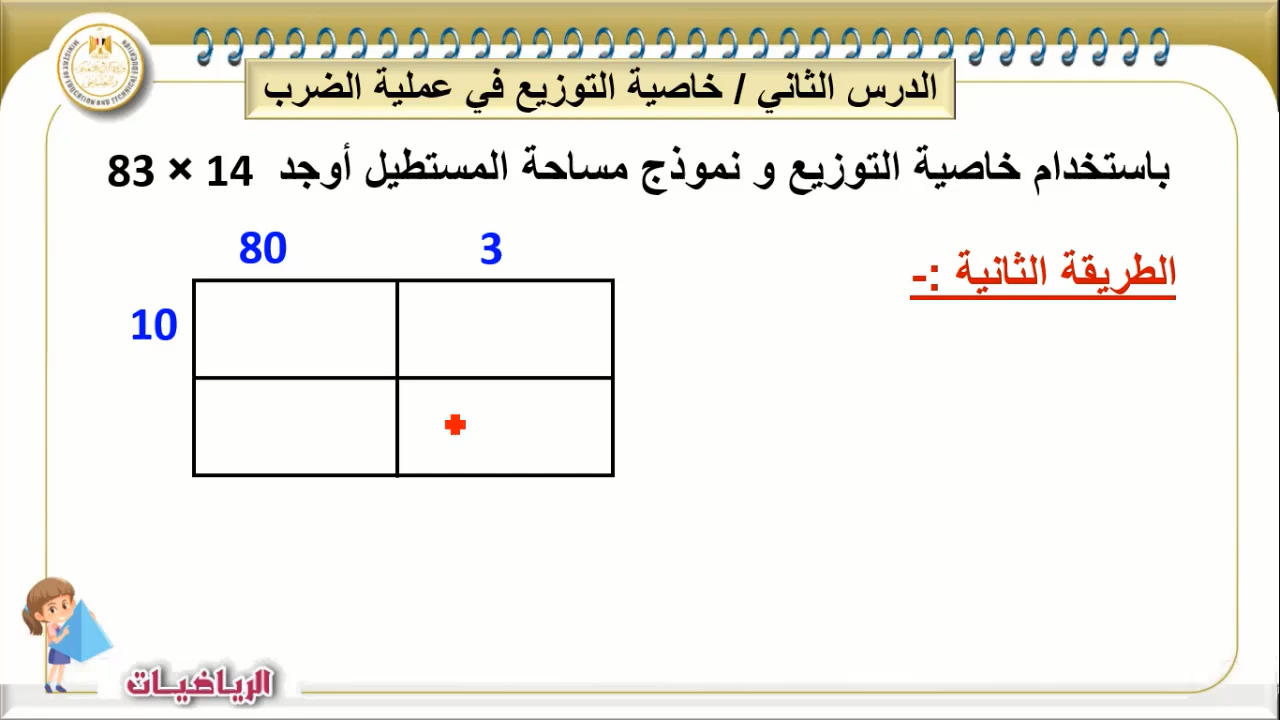 الدرس الثاني / خاصية التوزيع في عملية الضرب
باستخدام خاصية التوزيع و نموذج مساحة المستطيل أوجد 14 × 83
الطريقة الثانية :-
80 3
10
الرياضيات